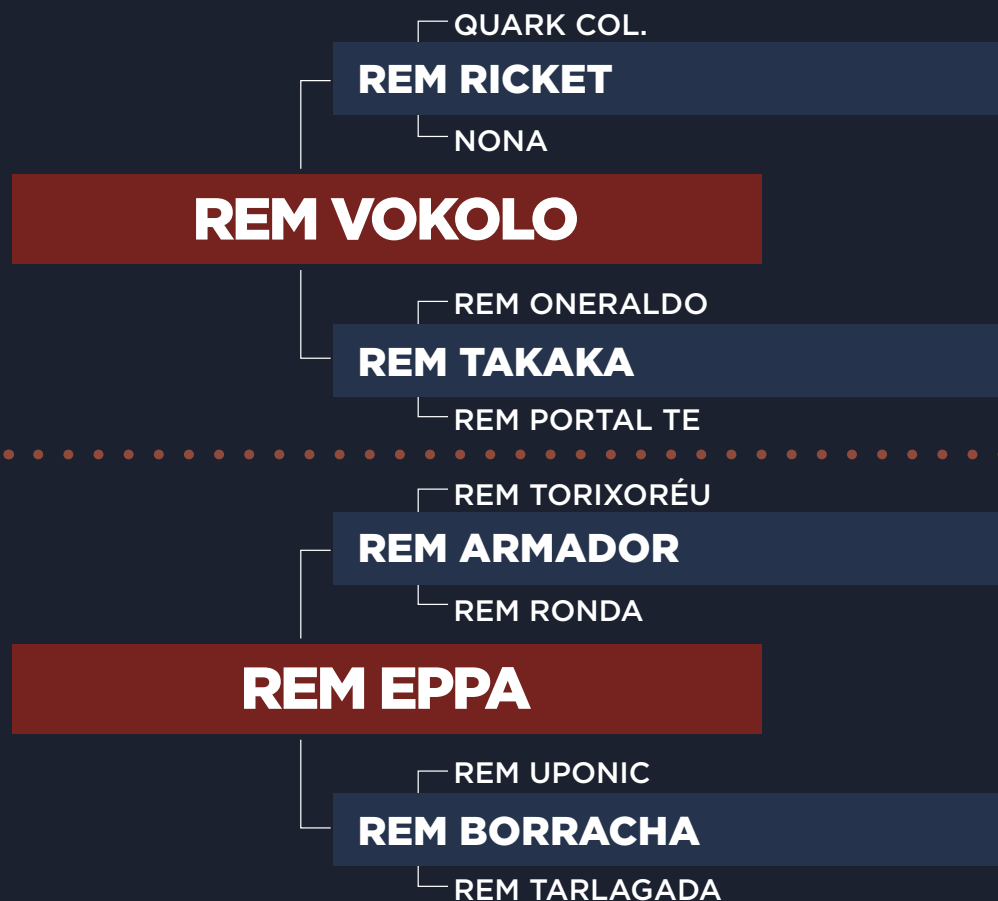 QUARK COL.
REM RICKET
NONA
REM VOKOLO
REM ONERALDO
REM TAKAKA
REM PORTAL TE
REM TORIXORÉU
REM ARMADOR
REM RONDA
REM EPPA
REM UPONIC
REM BORRACHA
REM TARLAGADA